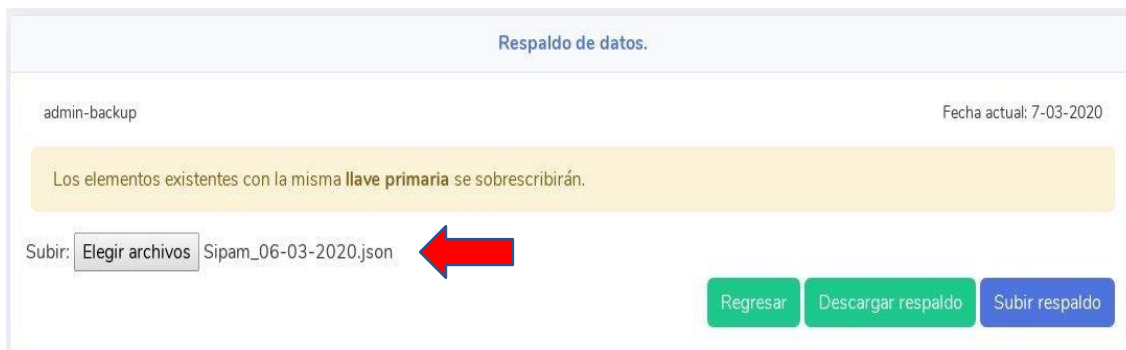 Respaldo de datos.
admin-backup
Fecha actual: 7-03-2020
Los elementos existentes con la misma llave primaria se sobrescribirán.
Subir: Elegir archivos Sipam_06-03-2020.json
Regresar Descargar respaldo Subir respaldo